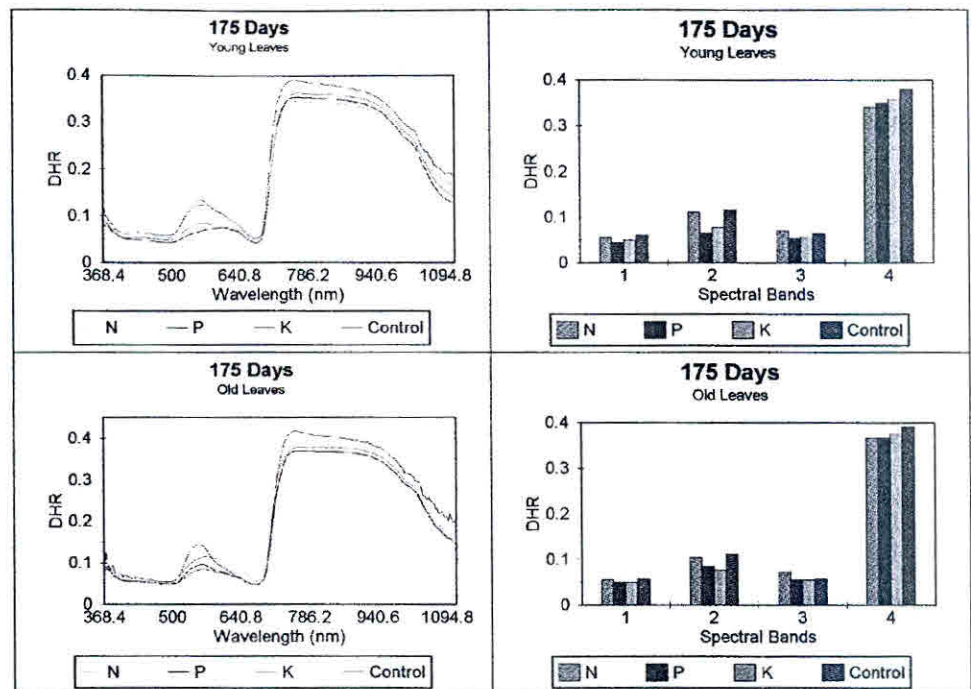 175 Days
Young Leaves
0.4
0.3
0.2
0.1
0
DHR
368.4 500 640.8 786.2 940.6 1094.8
Wavelength (nm)
N P K Control
175 Days
Young Leaves
0.4
0.3
0.2
0.1
0
DHR
1 2 3 4
Spectral Bands
N P K Control
175 Days
Old Leaves
0.4
0.3
0.2
0.1
0
DHR
368.4 500 640.8 786.2 940.6 1094.8
Wavelength (nm)
N P K Control
175 Days
Old Leaves
0.4
0.3
0.2
0.1
0
DHR
1 2 3 4
Spectral Bands
N P K Control